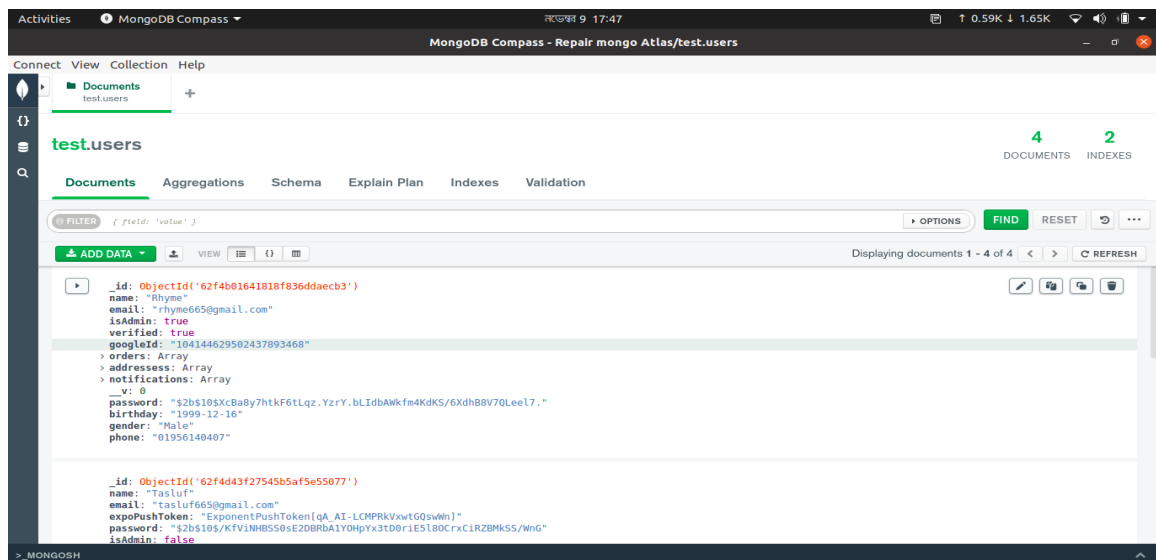 Activities MongoDB Compass নভেম্বর 9 17:47 ↑ 0.59K ↓ 1.65K
MongoDB Compass - Repair mongo Atlas/test.users
Connect View Collection Help
Documents
test.users
+
test.users
4
DOCUMENTS
2
INDEXES
Documents Aggregations Schema Explain Plan Indexes Validation
FILTER { field: 'value' } OPTIONS FIND RESET ...
ADD DATA VIEW {} Displaying documents 1 - 4 of 4 < > REFRESH
_id: ObjectId('62f4b01641818f836ddaecb3')
name: "Rhyme"
email: "rhyme665@gmail.com"
isAdmin: true
verified: true
googleId: "104144629502437893468"
> orders: Array
> addressess: Array
> notifications: Array
__v: 0
password: "$2b$10$XcBa8y7htkF6tLqz.YzrY.bLIdbAWkfm4KdKS/6XdhB8V7QLeel7."
birthday: "1999-12-16"
gender: "Male"
phone: "01956140407"
_id: ObjectId('62f4d43f27545b5af5e55077')
name: "Tasluf"
email: "tasluf665@gmail.com"
expoPushToken: "ExponentPushToken[qA_AI-LCMPRkVxwtGQswWn]"
password: "$2b$10$/KfViNHBSS0sE2DBRbA1YOHpYx3tD0riE5l8OCrxCiRZBMkSS/WnG"
isAdmin: false
>_MONGOSH